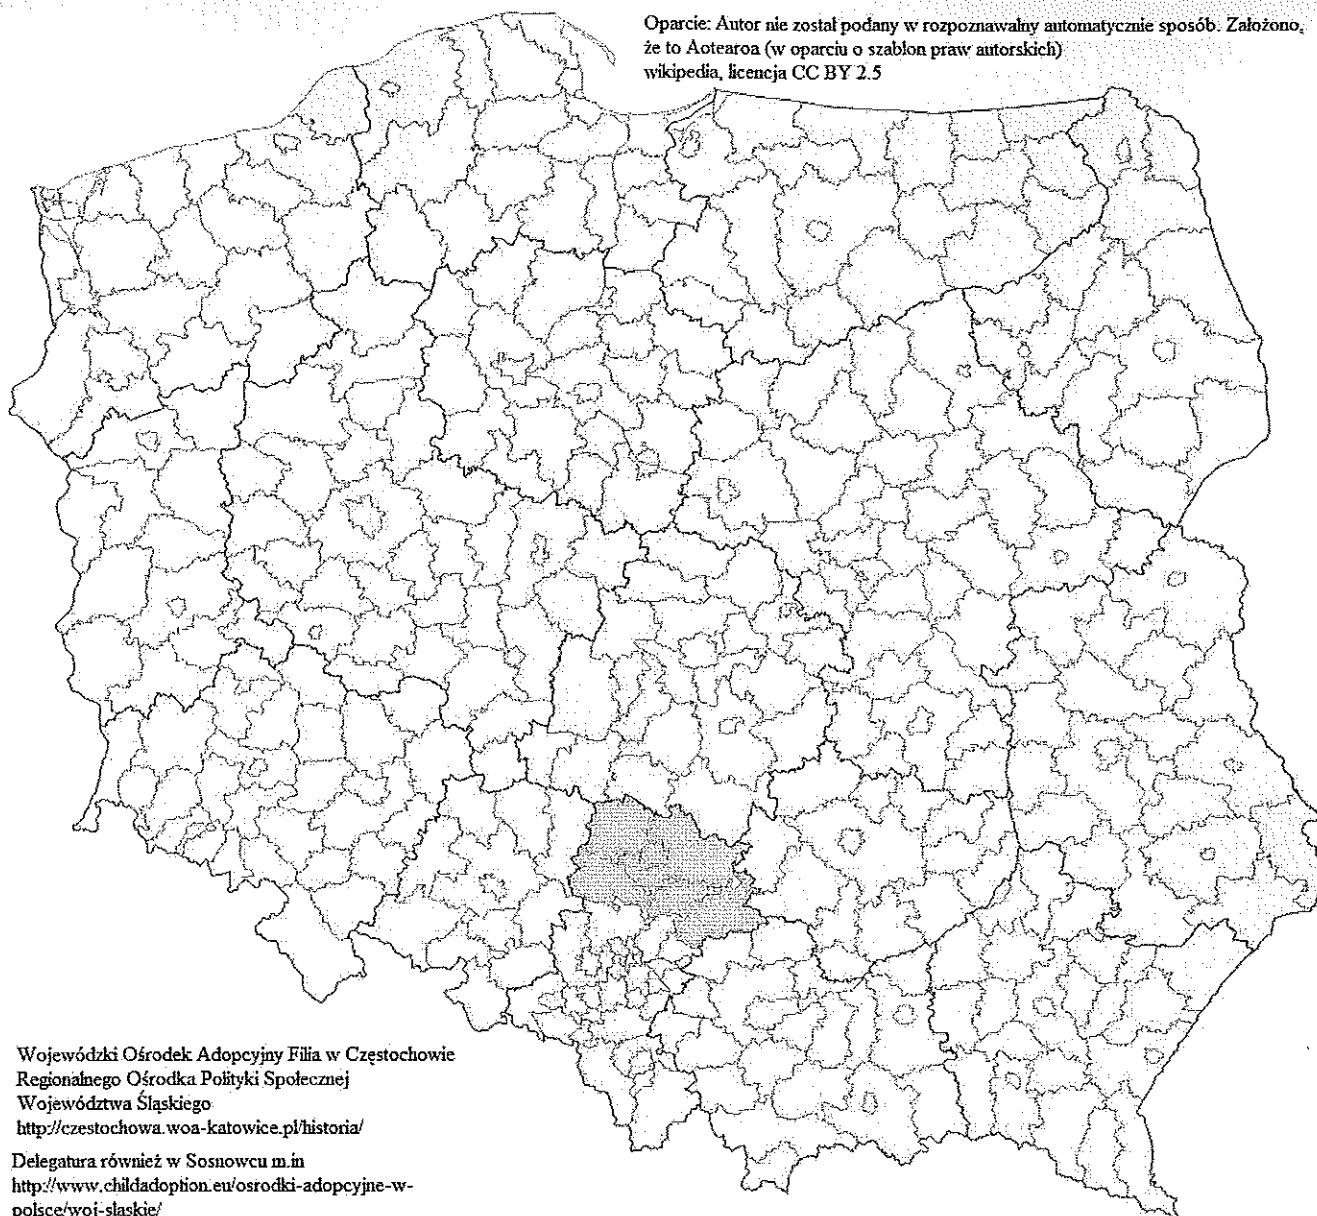 Oparcie: Autor nie został podany w rozpoznawalny automatycznie sposób. Założono,
że to Aotearoa (w oparciu o szablon praw autorskich)
wikipedia, licencja CC BY 2.5
Wojewódzki Ośrodek Adopcyjny Filia w Częstochowie
Regionalnego Ośrodka Polityki Społecznej
Województwa Śląskiego
http://czestochowa.woa-katowice.pl/historia/
Delegatura również w Sosnowcu m.in
http://www.childadoption.eu/osrodki-adopcyjne-w-
polsce/woj-slaskie/